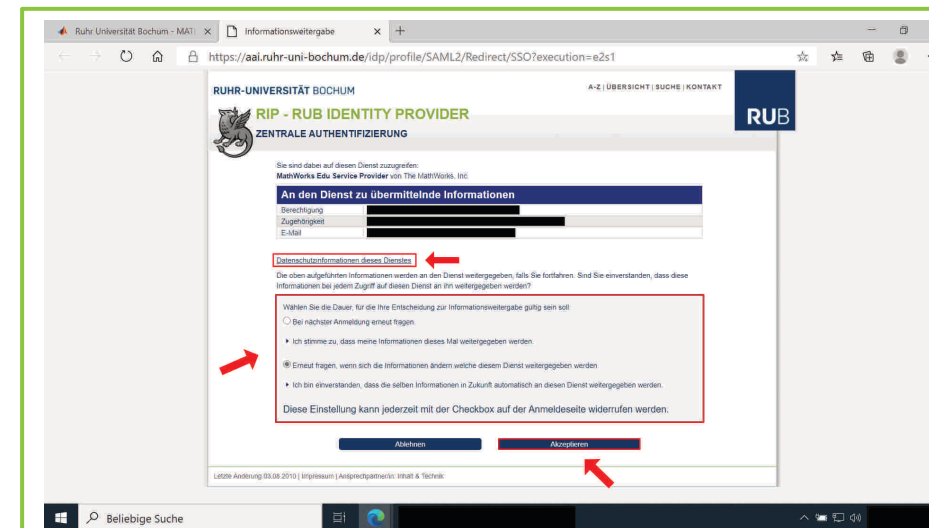 Ruhr Universität Bochum - MAT
Informationsweitergabe
https://aai.ruhr-uni-bochum.de/idp/profile/SAML2/Redirect/SSO?execution=e2s1
RUHR-UNIVERSITÄT BOCHUM
A-Z | ÜBERSICHT | SUCHE | KONTAKT
RUB
RIP - RUB IDENTITY PROVIDER
ZENTRALE AUTHENTIFIZIERUNG
Sie sind dabei auf diesen Dienst zuzugreifen:
MathWorks Edu Service Provider von The MathWorks, Inc
An den Dienst zu übermittelnde Informationen
Berechtigung
Zugehörigkeit
E-Mail
Datenschutzinformationen dieses Dienstes
Die oben aufgeführten Informationen werden an den Dienst weitergegeben, falls Sie fortfahren. Sind Sie einverstanden, dass diese
Informationen bei jedem Zugriff auf diesen Dienst an ihn weitergegeben werden?
Wählen Sie die Dauer, für die Ihre Entscheidung zur Informationsweitergabe gültig sein soll:
Bei nächster Anmeldung erneut fragen.
Ich stimme zu, dass meine Informationen dieses Mal weitergegeben werden.
Erneut fragen, wenn sich die Informationen ändern welche diesem Dienst weitergegeben werden.
Ich bin einverstanden, dass die selben Informationen in Zukunft automatisch an diesen Dienst weitergegeben werden.
Diese Einstellung kann jederzeit mit der Checkbox auf der Anmeldeseite widerrufen werden.
Ablehnen
Akzeptieren
Letzte Änderung 03.08.2010 | Impressum | Ansprechpartner/in: Inhalt & Technik:
Beliebige Suche